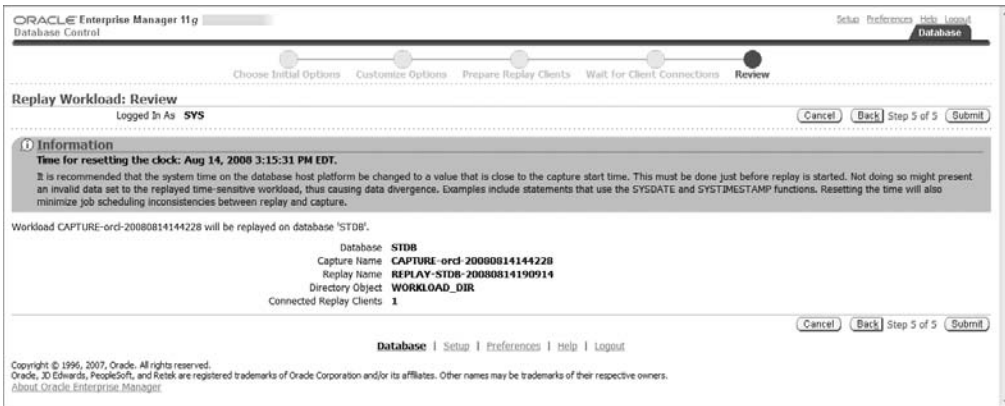 ORACLE Enterprise Manager 11g
Database Control
Setup Preferences Help Logout
Database
Choose Initial Options Customize Options Prepare Replay Clients Wait for Client Connections Review
Replay Workload: Review
Logged In As SYS
Cancel Back Step 5 of 5 Submit
Information
Time for resetting the clock: Aug 14, 2008 3:15:31 PM EDT.
It is recommended that the system time on the database host platform be changed to a value that is close to the capture start time. This must be done just before replay is started. Not doing so might present
an invalid data set to the replayed time-sensitive workload, thus causing data divergence. Examples include statements that use the SYSDATE and SYSTIMESTAMP functions. Resetting the time will also
minimize job scheduling inconsistencies between replay and capture.
Workload CAPTURE-orcl-20080814144228 will be replayed on database 'STDB'.
Database STDB
Capture Name CAPTURE-orcl-20080814144228
Replay Name REPLAY-STDB-20080814190914
Directory Object WORKLOAD_DIR
Connected Replay Clients 1
Cancel Back Step 5 of 5 Submit
Database | Setup | Preferences | Help | Logout
Copyright © 1996, 2007, Oracle. All rights reserved.
Oracle, JD Edwards, PeopleSoft, and Retek are registered trademarks of Oracle Corporation and/or its affiliates. Other names may be trademarks of their respective owners.
About Oracle Enterprise Manager